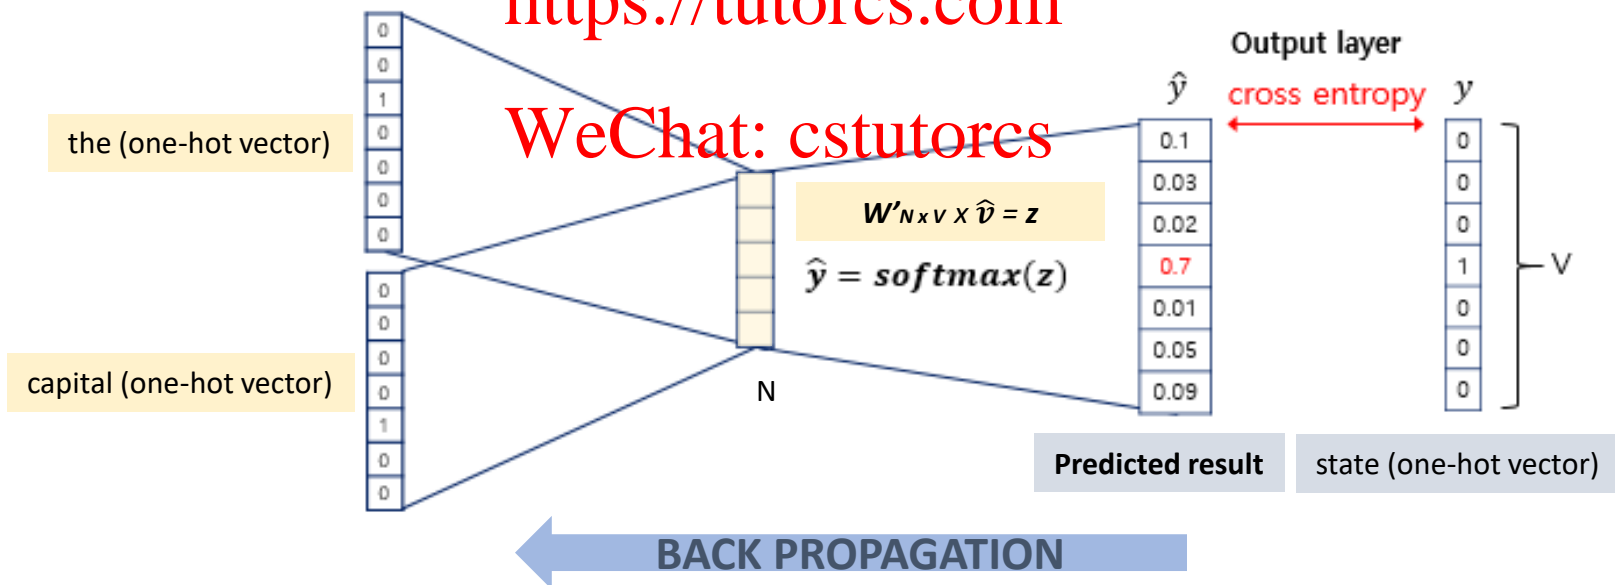 https://tutorcs.com
WeChat: cstutorcs
the (one-hot vector)
0
0
1
0
0
0
0
capital (one-hot vector)
0
0
0
0
1
0
0
N
W'N x V X v̂ = z
ŷ = softmax(z)
Output layer
ŷ
cross entropy
y
0.1
0.03
0.02
0.7
0.01
0.05
0.09
0
0
0
1
0
0
0
V
Predicted result
state (one-hot vector)
BACK PROPAGATION